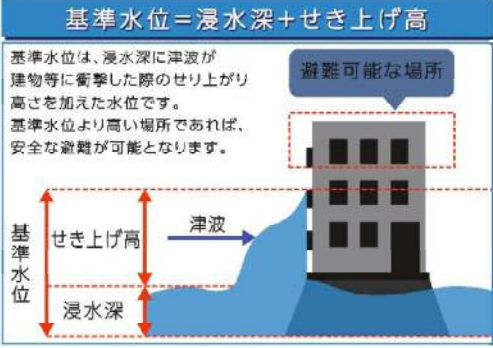 基準水位＝浸水深＋せき上げ高
基準水位は、浸水深に津波が
建物等に衝撃した際のせり上がり
高さを加えた水位です。
基準水位より高い場所であれば、
安全な避難が可能となります。
避難可能な場所
津波
せき上げ高
基準水位
浸水深